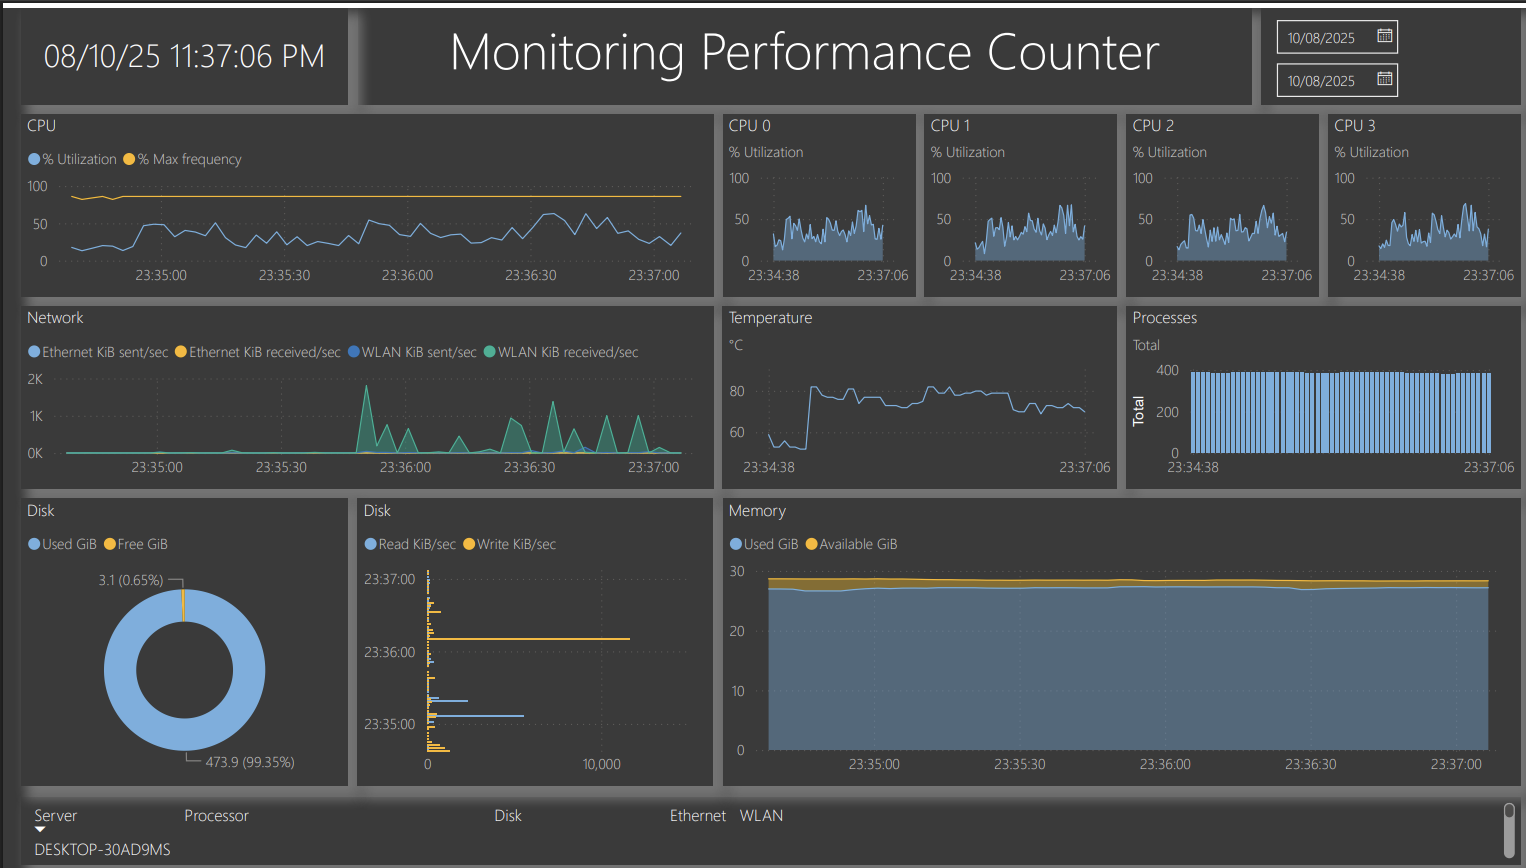 08/10/25 11:37:06 PM
Monitoring Performance Counter
10/08/2025
10/08/2025
CPU
% Utilization % Max frequency
100
50
0
23:35:00 23:35:30 23:36:00 23:36:30 23:37:00
CPU 0
% Utilization
100
50
0
23:34:38 23:37:06
CPU 1
% Utilization
100
50
0
23:34:38 23:37:06
CPU 2
% Utilization
100
50
0
23:34:38 23:37:06
CPU 3
% Utilization
100
50
0
23:34:38 23:37:06
Network
Ethernet KiB sent/sec Ethernet KiB received/sec WLAN KiB sent/sec WLAN KiB received/sec
2K
1K
0K
23:35:00 23:35:30 23:36:00 23:36:30 23:37:00
Temperature
°C
80
60
23:34:38 23:37:06
Processes
Total
Total
400
200
0
23:34:38 23:37:06
Disk
Used GiB Free GiB
3.1 (0.65%)
473.9 (99.35%)
Disk
Read KiB/sec Write KiB/sec
23:37:00
23:36:00
23:35:00
0 10,000
Memory
Used GiB Available GiB
30
20
10
0
23:35:00 23:35:30 23:36:00 23:36:30 23:37:00
Server Processor Disk Ethernet WLAN
DESKTOP-30AD9MS